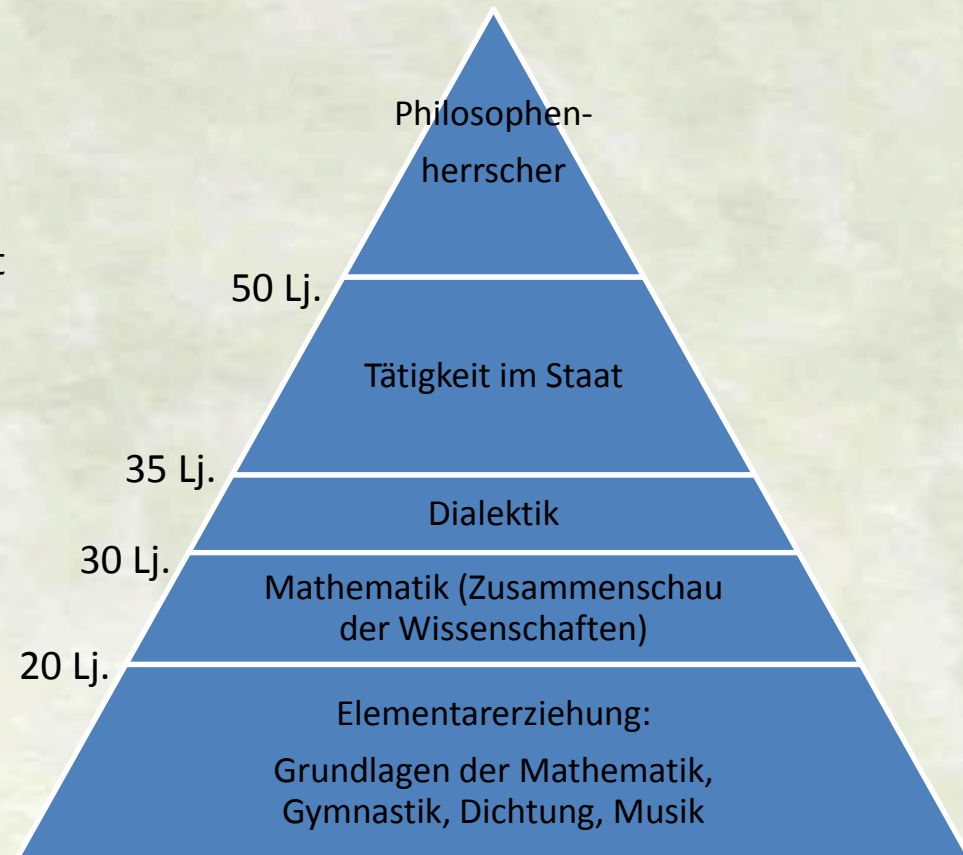 Philosophen-
herrscher
t
50 Lj.
Tätigkeit im Staat
35 Lj.
Dialektik
30 Lj.
Mathematik (Zusammenschau
der Wissenschaften)
20 Lj.
Elementarerziehung:
Grundlagen der Mathematik,
Gymnastik, Dichtung, Musik